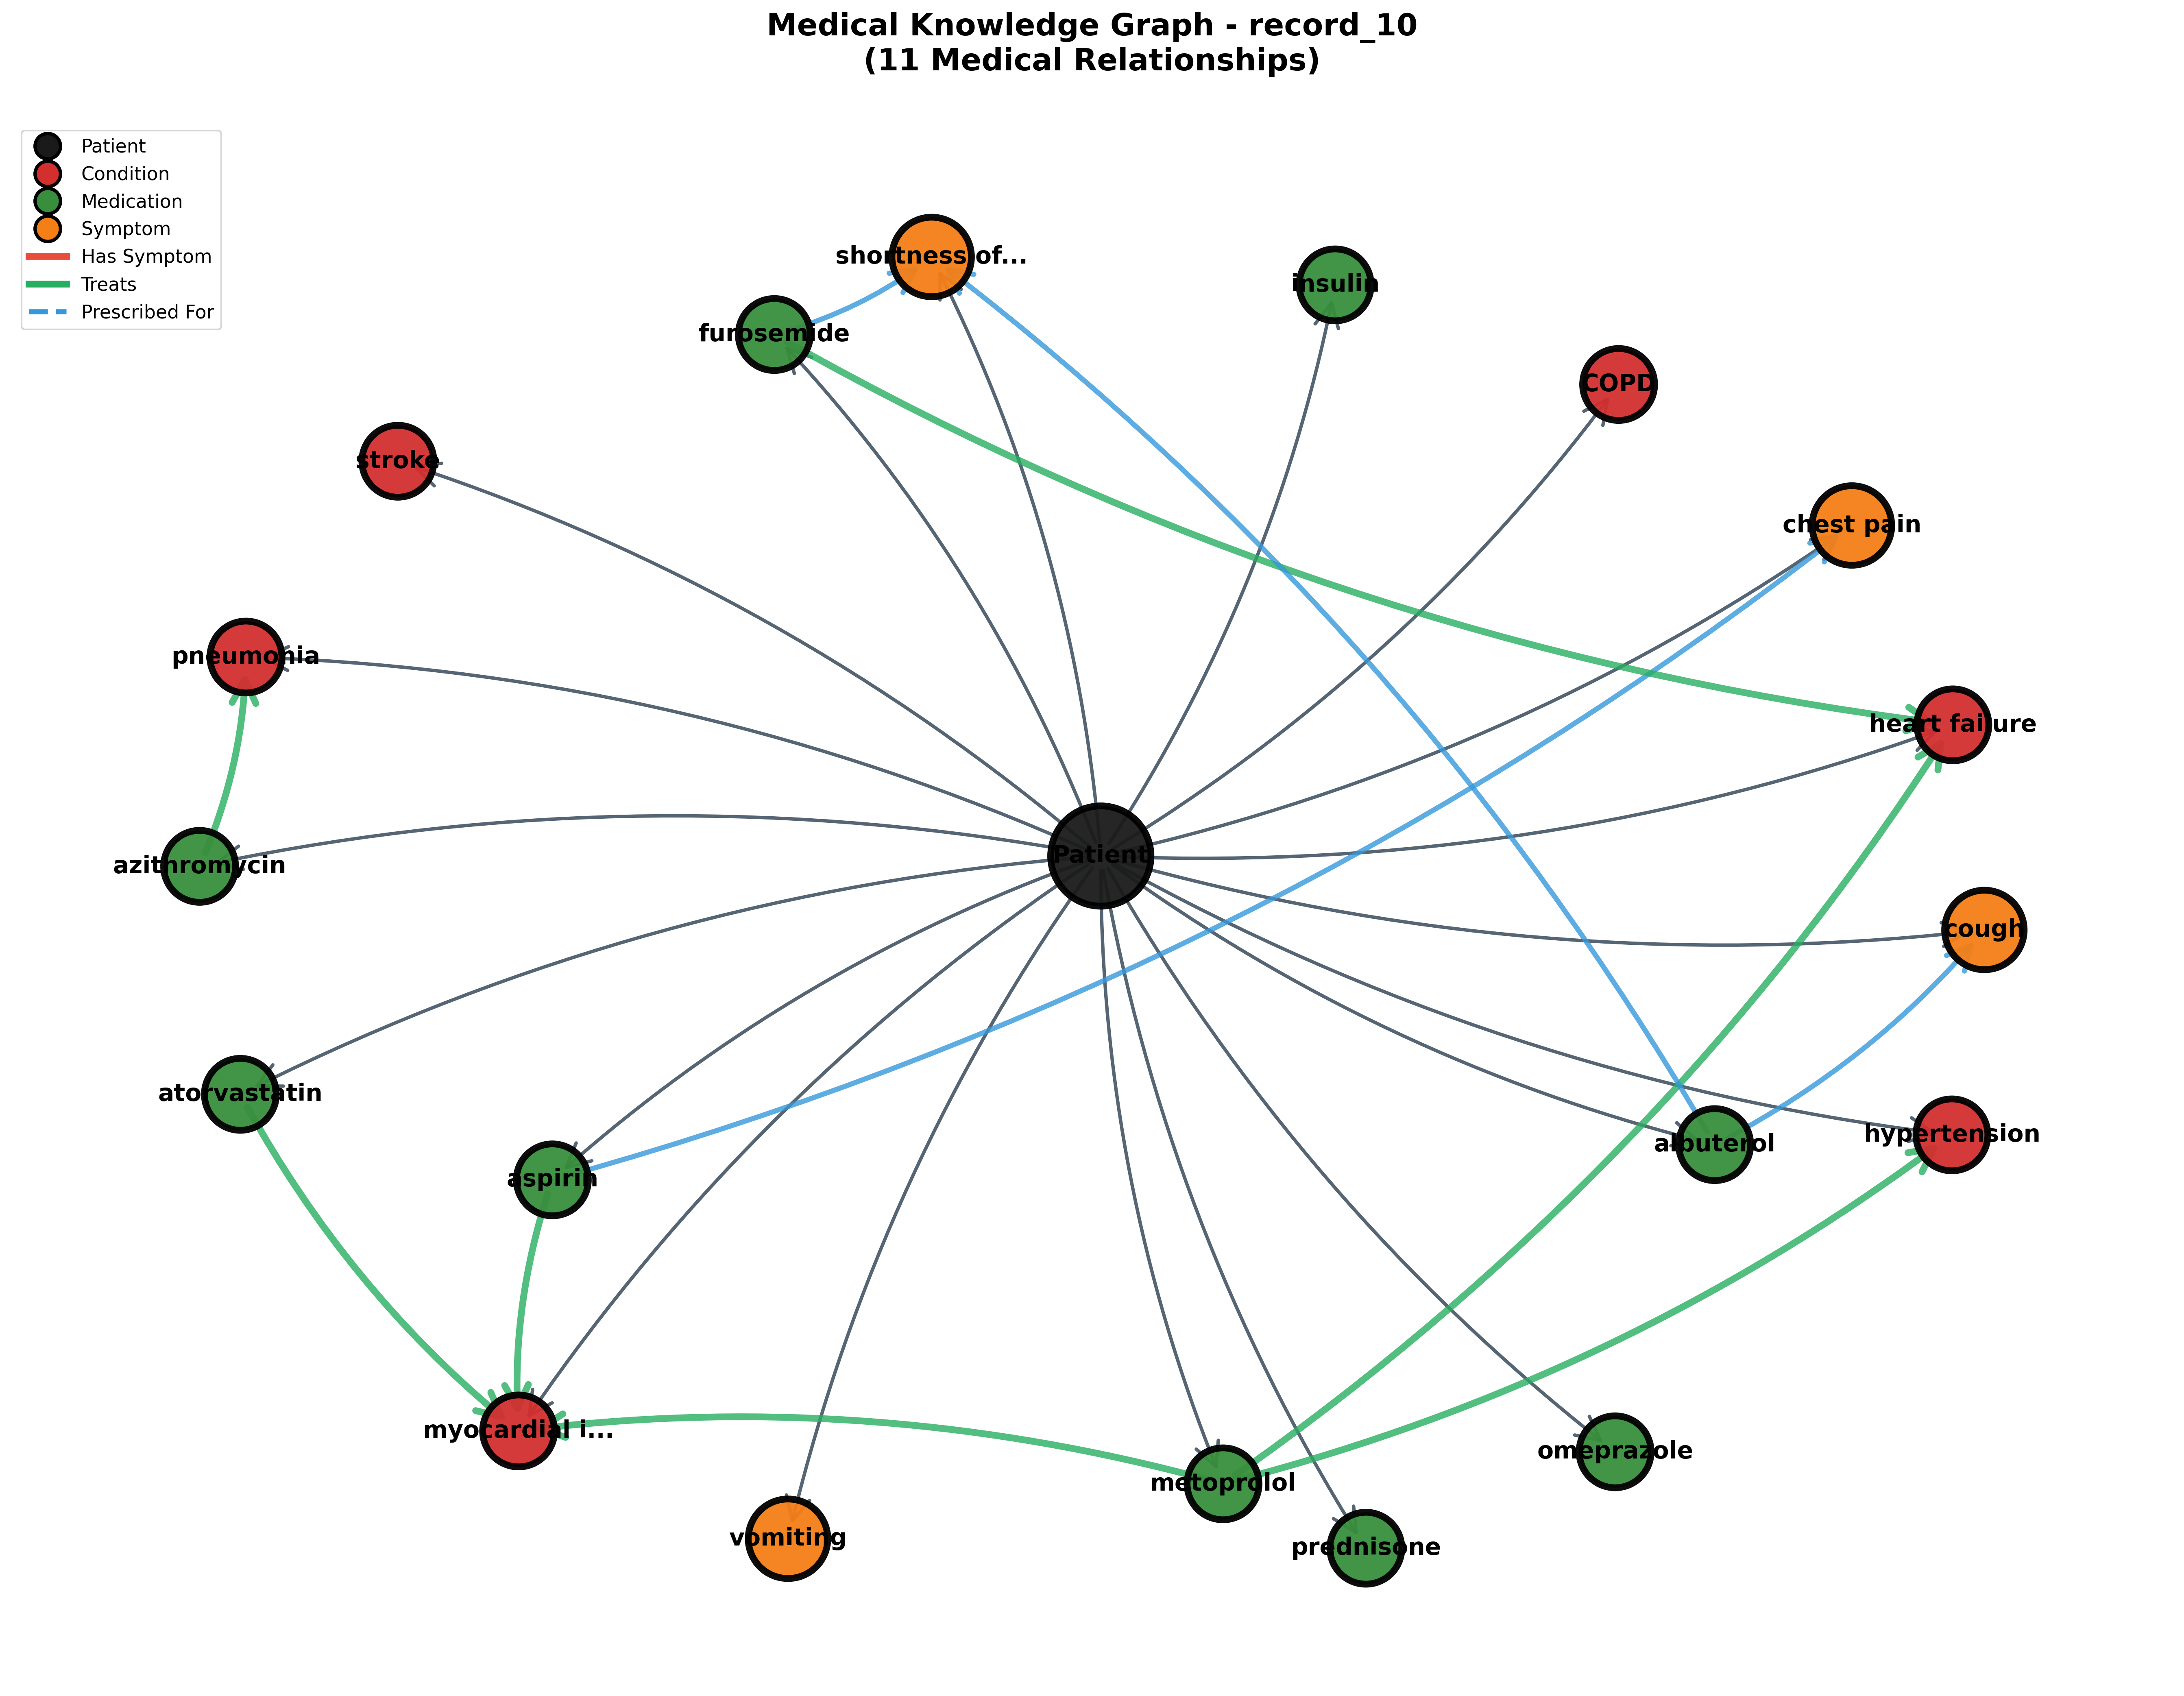 Medical Knowledge Graph - record_10
(11 Medical Relationships)
Patient
Condition
Medication
Symptom
Has Symptom
Treats
Prescribed For
shortness of...
insulin
furosemide
COPD
stroke
chest pain
pneumonia
heart failure
Patient
azithromycin
cough
atorvastatin
hypertension
albuterol
aspirin
myocardial i...
omeprazole
metoprolol
vomiting
prednisone